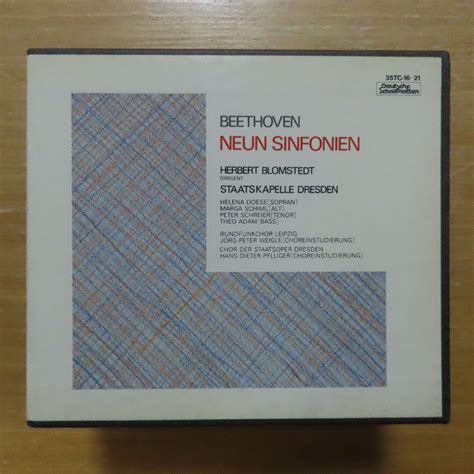 35TC-16-21
Deutsche
Schallplatten
BEETHOVEN
NEUN SINFONIEN
HERBERT BLOMSTEDT
DIRIGENT
STAATSKAPELLE DRESDEN
HELENA DOESE[SOPRAN]
MARGA SCHIML[ALT]
PETER SCHREIER[TENOR]
THEO ADAM[BASS]
RUNDFUNKCHOR LEIPZIG
JÖRG-PETER WEIGLE[CHOREINSTUDIERUNG]
CHOR DER STAATSOPER DRESDEN
HANS-DIETER PFLÜGER[CHOREINSTUDIERUNG]